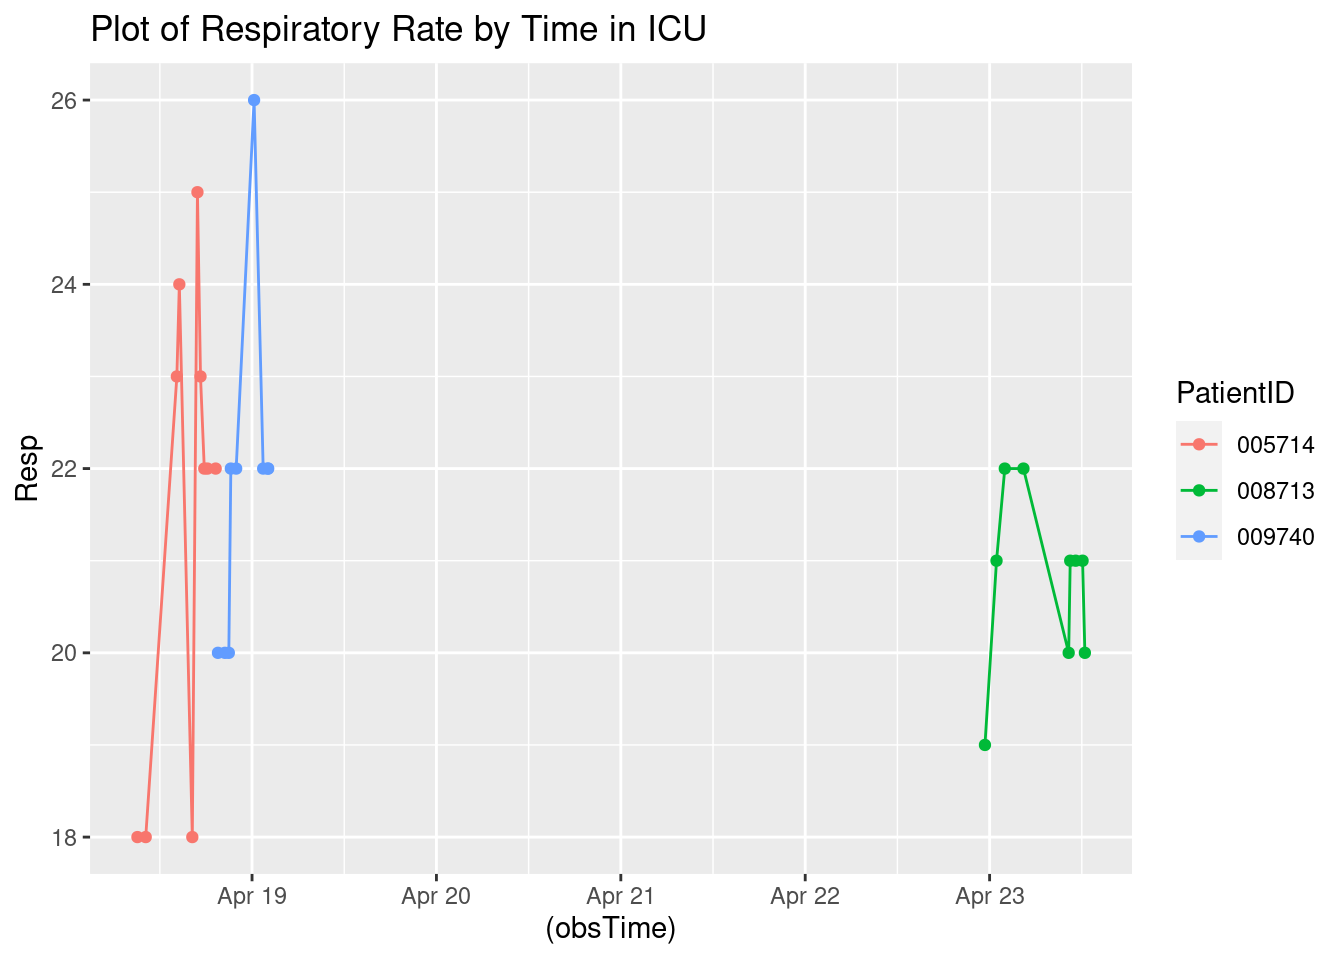 Plot of Respiratory Rate by Time in ICU
26
24
22
20
18
Resp
Apr 19
Apr 20
Apr 21
Apr 22
Apr 23
(obsTime)
PatientID
005714
008713
009740